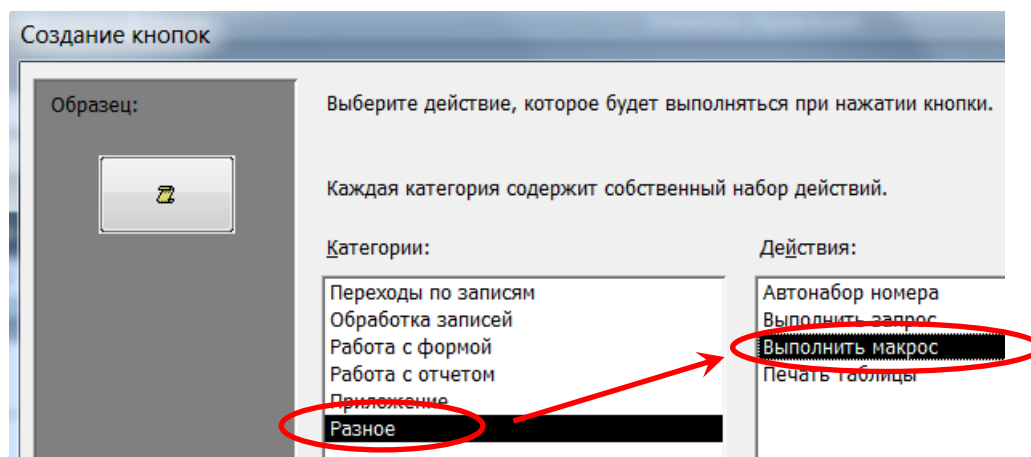 Создание кнопок
Образец:
Выберите действие, которое будет выполняться при нажатии кнопки.
Каждая категория содержит собственный набор действий.
Категории:
Действия:
Переходы по записям
Обработка записей
Работа с формой
Работа с отчетом
Приложение
Разное
Автонабор номера
Выполнить запрос
Выполнить макрос
Печать таблицы